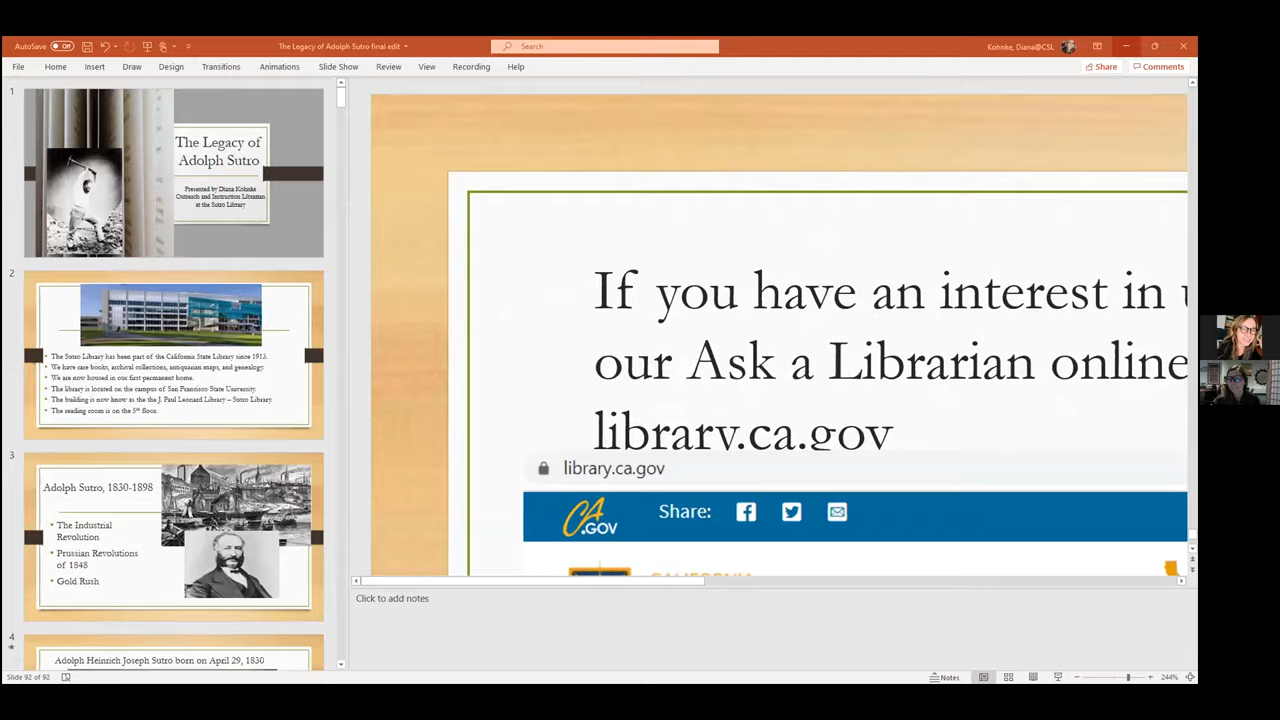 AutoSave Off
The Legacy of Adolph Sutro final edit
Search
Kohnke, Diana@CSL
File Home Insert Draw Design Transitions Animations Slide Show Review View Recording Help
Share Comments
1
The Legacy of
Adolph Sutro
Presented by Diana Kohnke
Outreach and Instruction Librarian
at the Sutro Library
2
• The Sutro Library has been part of the California State Library since 1913.
• We have rare books, archival collections, antiquarian maps, and genealogy.
• We are now housed in our first permanent home.
• The library is located on the campus of San Francisco State University.
• The building is now know as the the J. Paul Leonard Library – Sutro Library.
• The reading room is on the 5th floor.
3
Adolph Sutro, 1830-1898
• The Industrial
Revolution
• Prussian Revolutions
of 1848
• Gold Rush
4
Adolph Heinrich Joseph Sutro born on April 29, 1830
If you have an interest in
our Ask a Librarian online
library.ca.gov
library.ca.gov
CA
.GOV
Share:
CALIFORNIA
Click to add notes
Slide 92 of 92
Notes
244%